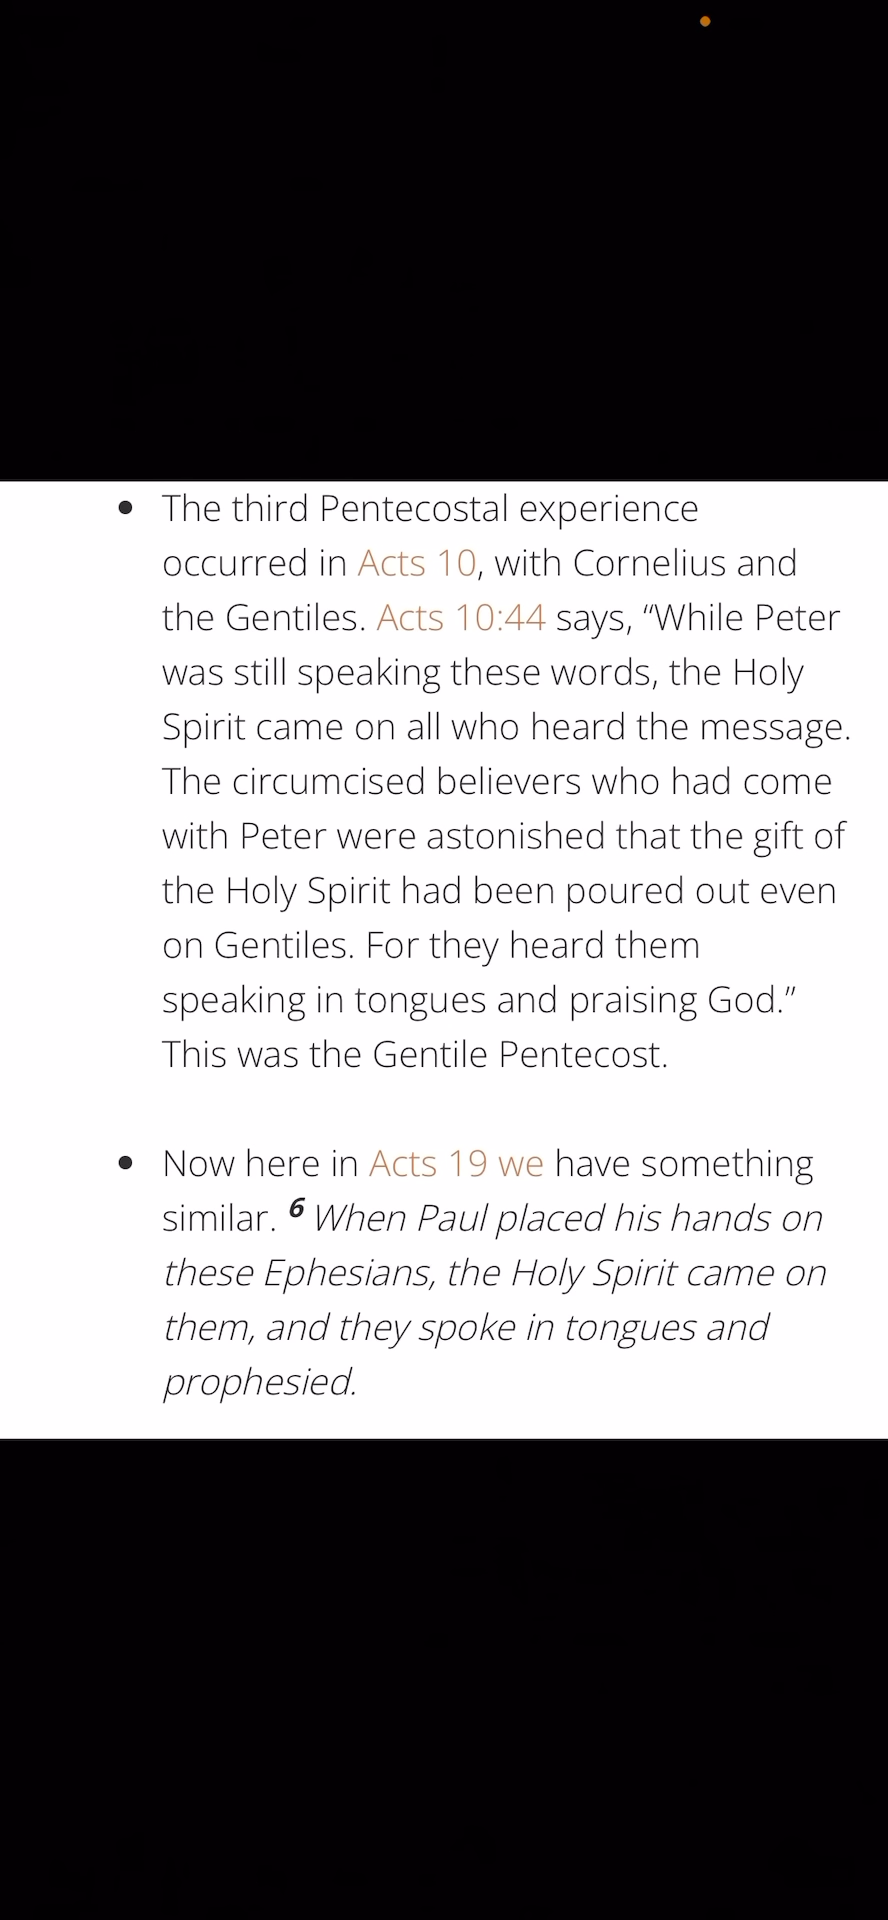 • The third Pentecostal experience
occurred in Acts 10, with Cornelius and
the Gentiles. Acts 10:44 says, “While Peter
was still speaking these words, the Holy
Spirit came on all who heard the message.
The circumcised believers who had come
with Peter were astonished that the gift of
the Holy Spirit had been poured out even
on Gentiles. For they heard them
speaking in tongues and praising God.”
This was the Gentile Pentecost.
• Now here in Acts 19 we have something
similar. 6 When Paul placed his hands on
these Ephesians, the Holy Spirit came on
them, and they spoke in tongues and
prophesied.